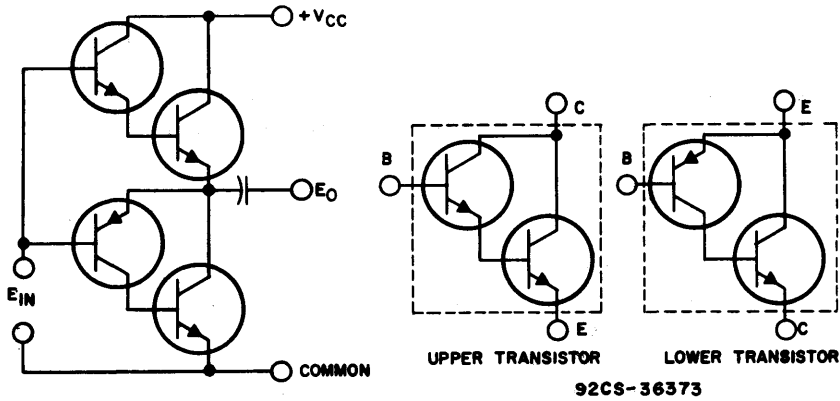 +VCC
EO
EIN
COMMON
B
C
E
UPPER TRANSISTOR
B
E
C
LOWER TRANSISTOR
92CS-36373